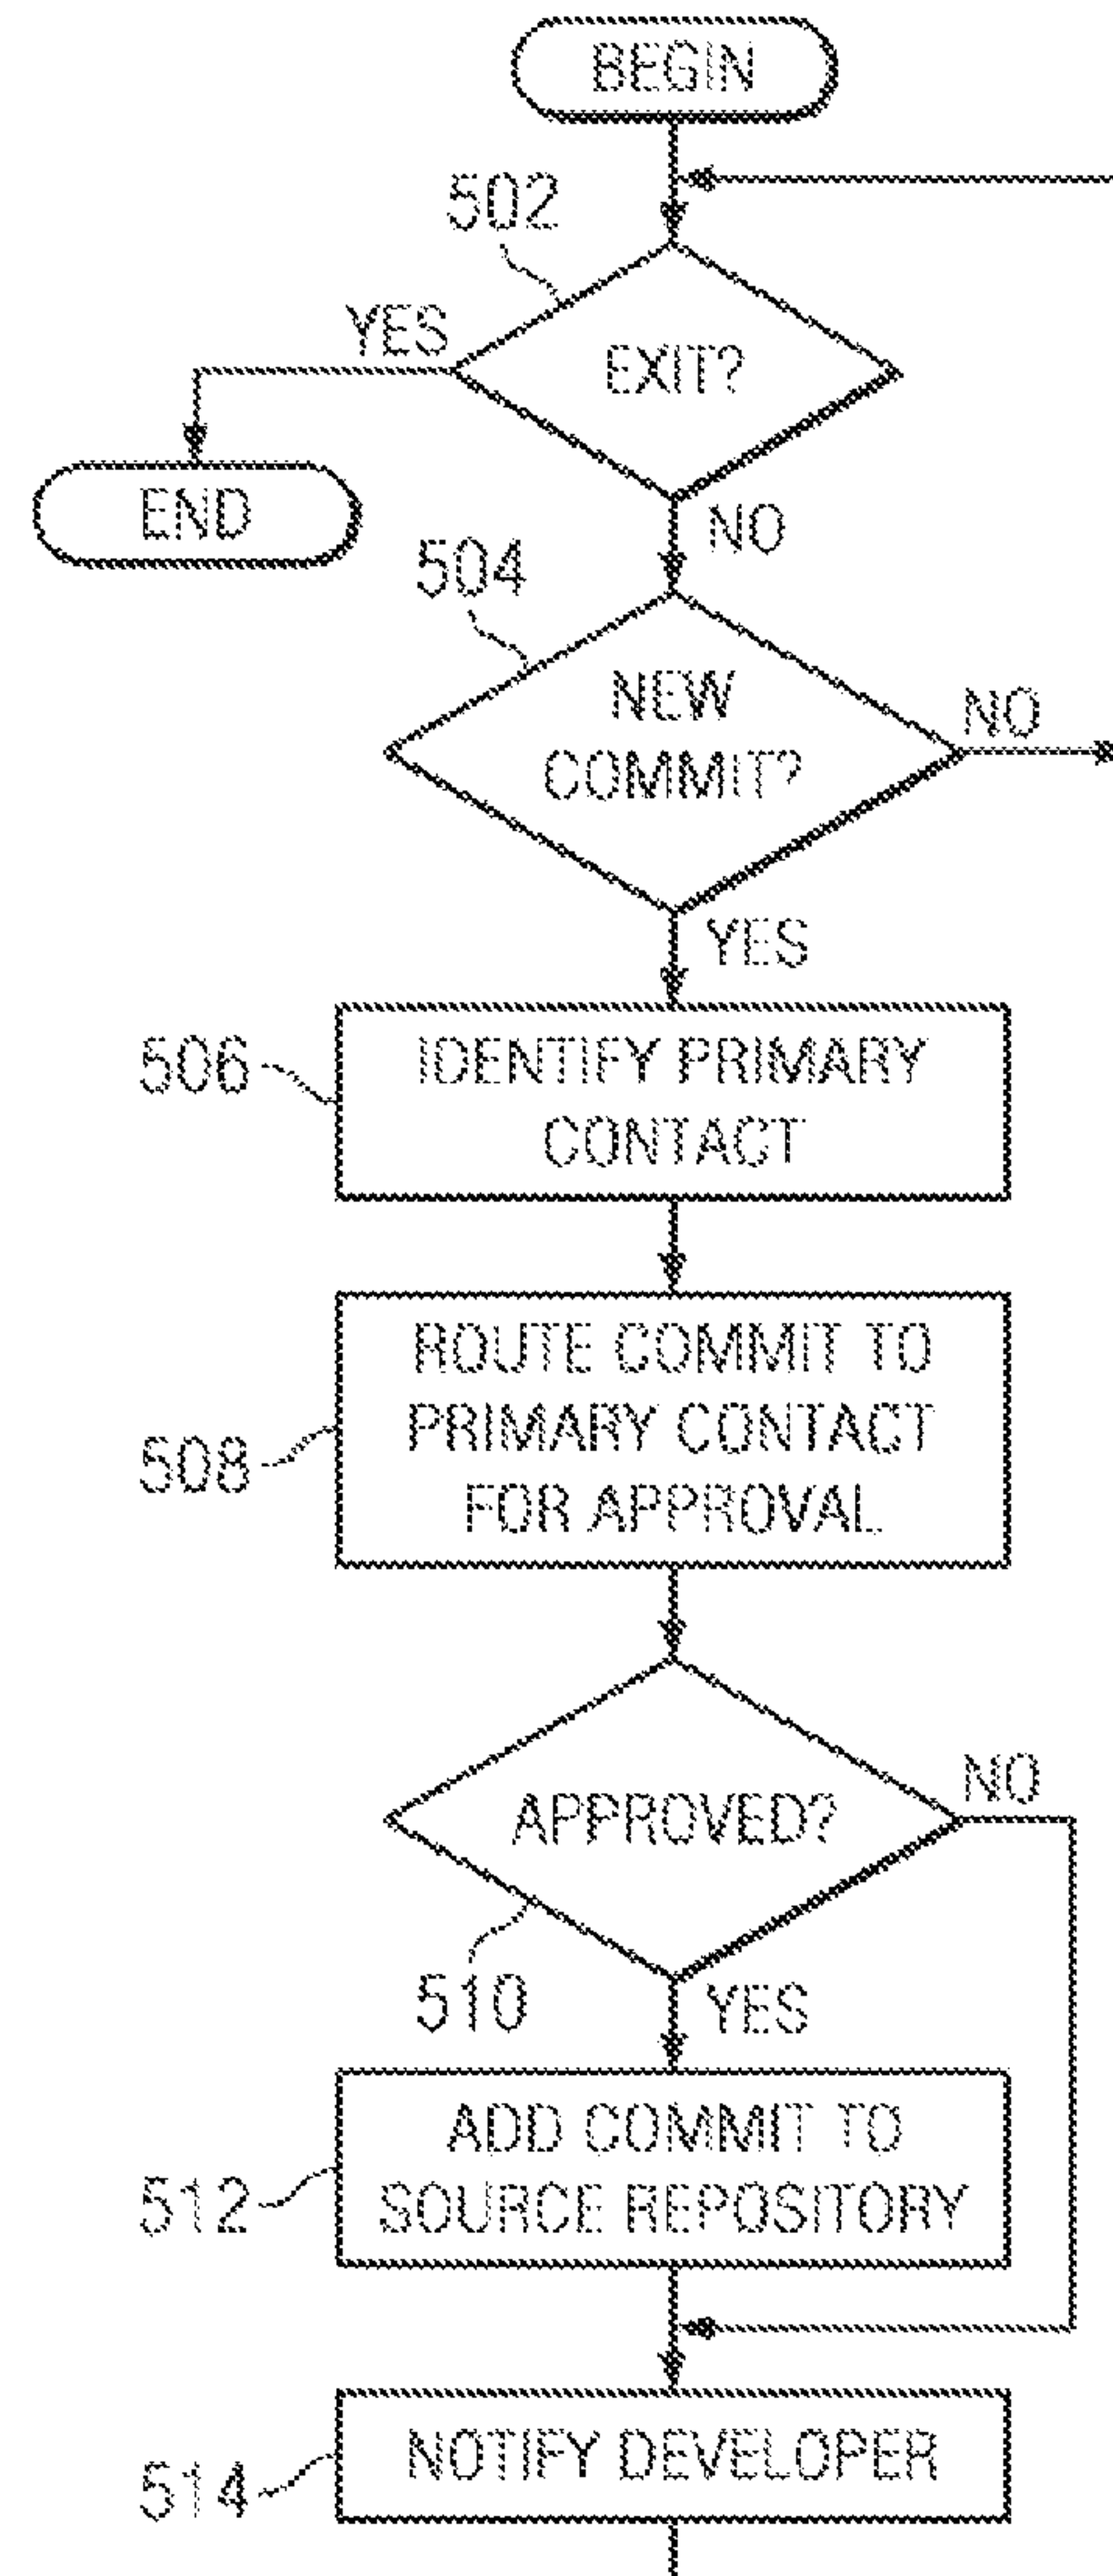 BEGIN
502
YES
EXIT?
END
NO
504
NEW
COMMIT?
NO
YES
506
IDENTIFY PRIMARY
CONTACT
508
ROUTE COMMIT TO
PRIMARY CONTACT
FOR APPROVAL
APPROVED?
NO
510
YES
512
ADD COMMIT TO
SOURCE REPOSITORY
514
NOTIFY DEVELOPER